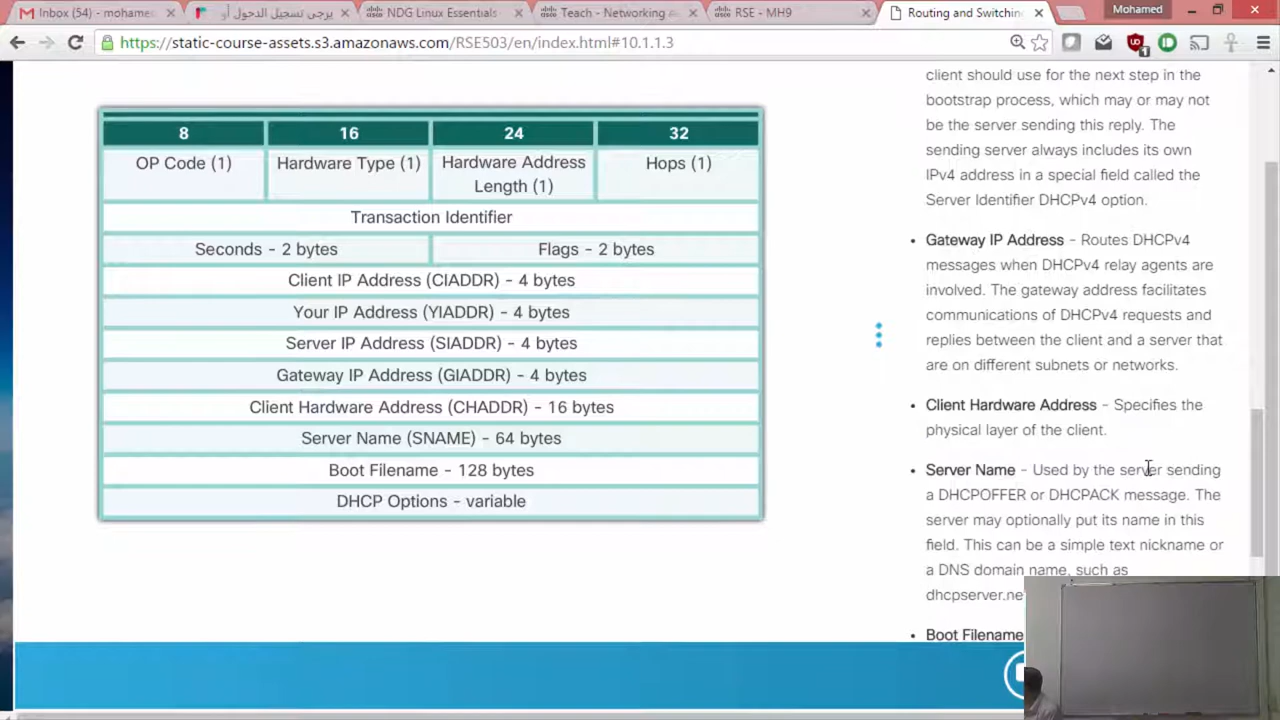 Inbox (54) - mohame
يرجى تسجيل الدخول أو
NDG Linux Essentials
Teach - Networking
RSE - MH9
Routing and Switchin
Mohamed
https://static-course-assets.s3.amazonaws.com/RSE503/en/index.html#10.1.1.3
8 16 24 32
OP Code (1) Hardware Type (1) Hardware Address Hops (1)
Length (1)
Transaction Identifier
Seconds - 2 bytes Flags - 2 bytes
Client IP Address (CIADDR) - 4 bytes
Your IP Address (YIADDR) - 4 bytes
Server IP Address (SIADDR) - 4 bytes
Gateway IP Address (GIADDR) - 4 bytes
Client Hardware Address (CHADDR) - 16 bytes
Server Name (SNAME) - 64 bytes
Boot Filename - 128 bytes
DHCP Options - variable
client should use for the next step in the
bootstrap process, which may or may not
be the server sending this reply. The
sending server always includes its own
IPv4 address in a special field called the
Server Identifier DHCPv4 option.
• Gateway IP Address - Routes DHCPv4
messages when DHCPv4 relay agents are
involved. The gateway address facilitates
communications of DHCPv4 requests and
replies between the client and a server that
are on different subnets or networks.
• Client Hardware Address - Specifies the
physical layer of the client.
• Server Name - Used by the server sending
a DHCPOFFER or DHCPACK message. The
server may optionally put its name in this
field. This can be a simple text nickname or
a DNS domain name, such as
dhcpserver.ne
• Boot Filename